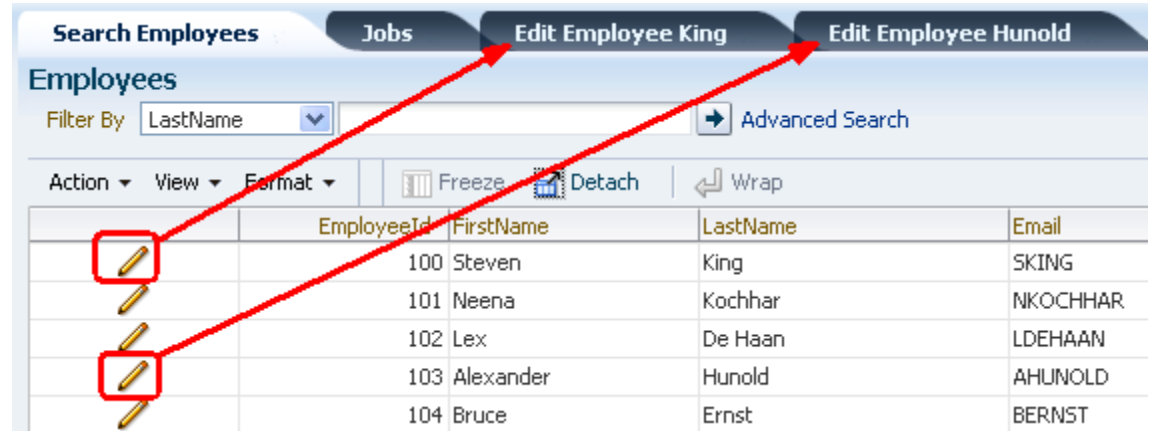 Search Employees Jobs Edit Employee King Edit Employee Hunold
Employees
Filter By LastName Advanced Search
Action View Format Freeze Detach Wrap
EmployeeId FirstName LastName Email
100 Steven King SKING
101 Neena Kochhar NKOCHHAR
102 Lex De Haan LDEHAAN
103 Alexander Hunold AHUNOLD
104 Bruce Ernst BERNST